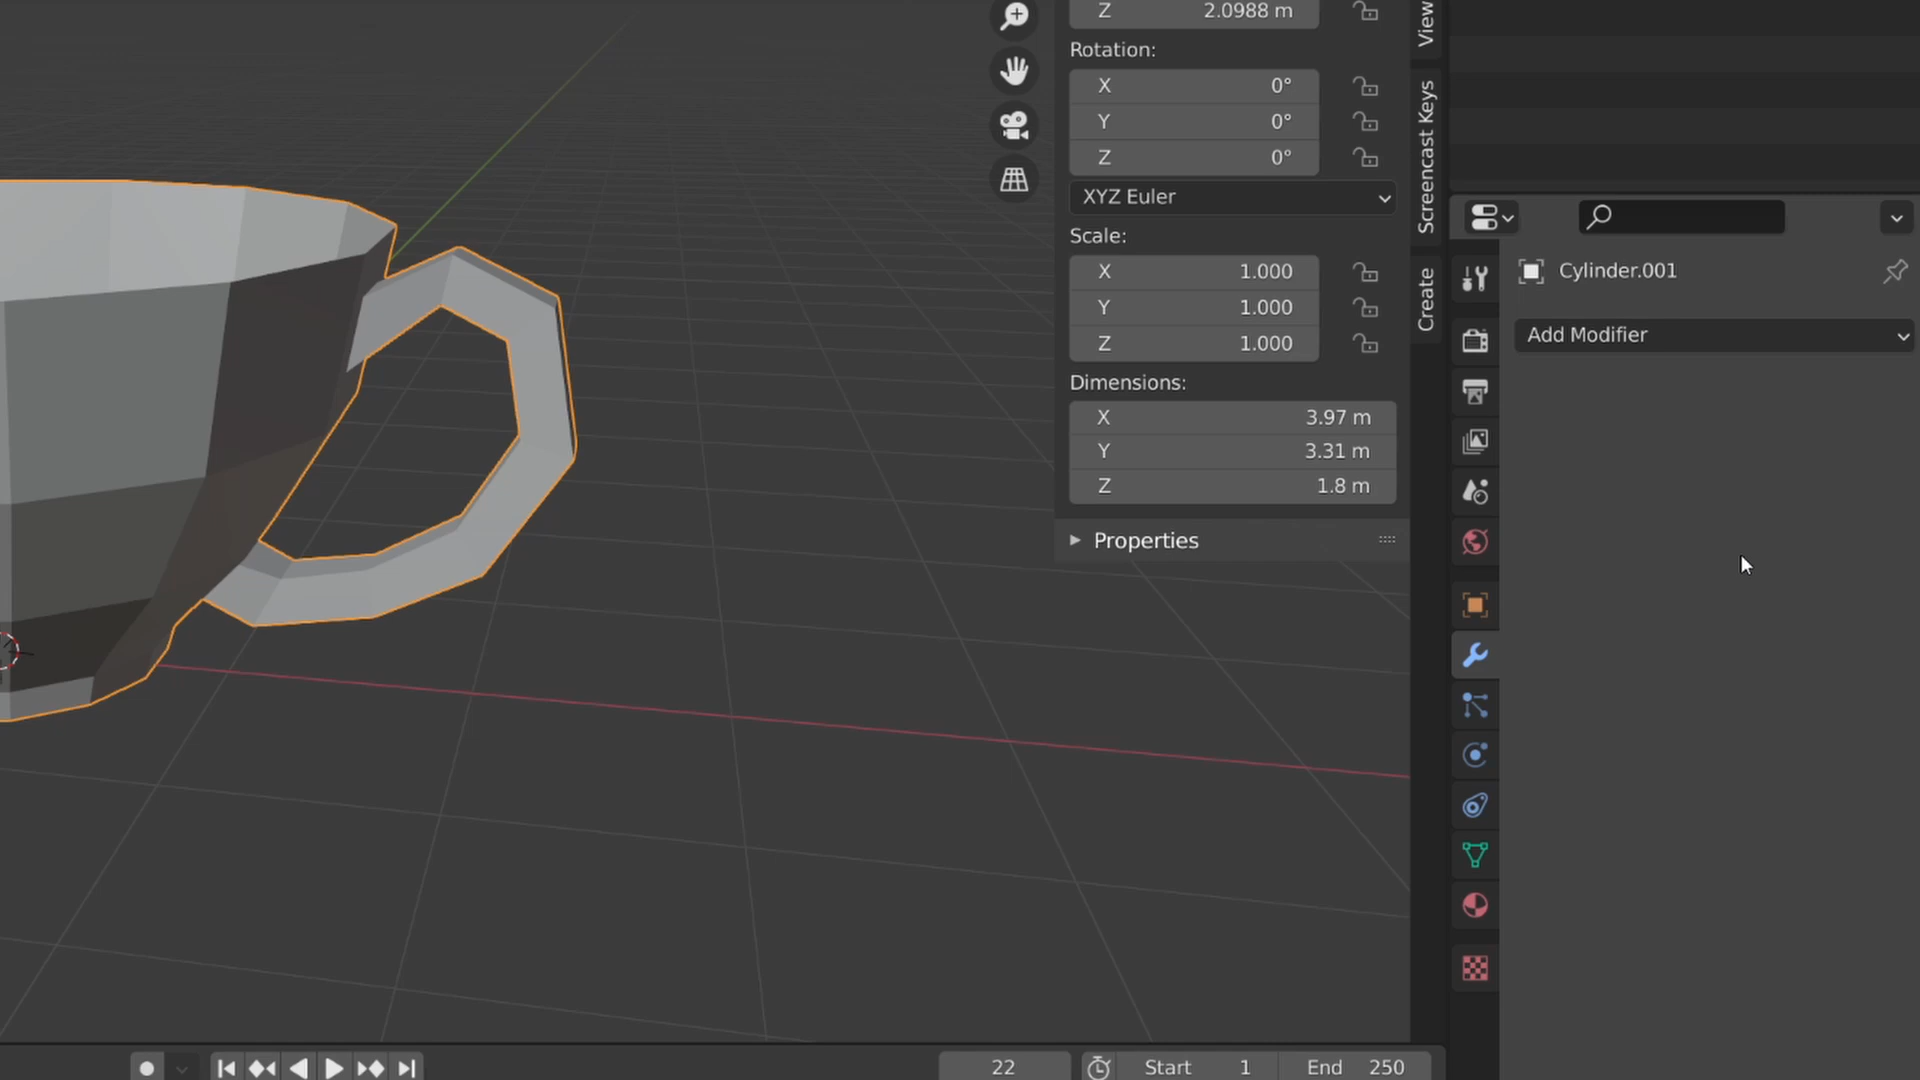 Z 2.0988 m
Rotation:
X 0°
Y 0°
Z 0°
XYZ Euler
Scale:
X 1.000
Y 1.000
Z 1.000
Dimensions:
X 3.97 m
Y 3.31 m
Z 1.8 m
Properties
View
Screencast Keys
Create
Cylinder.001
Add Modifier
22
Start 1
End 250